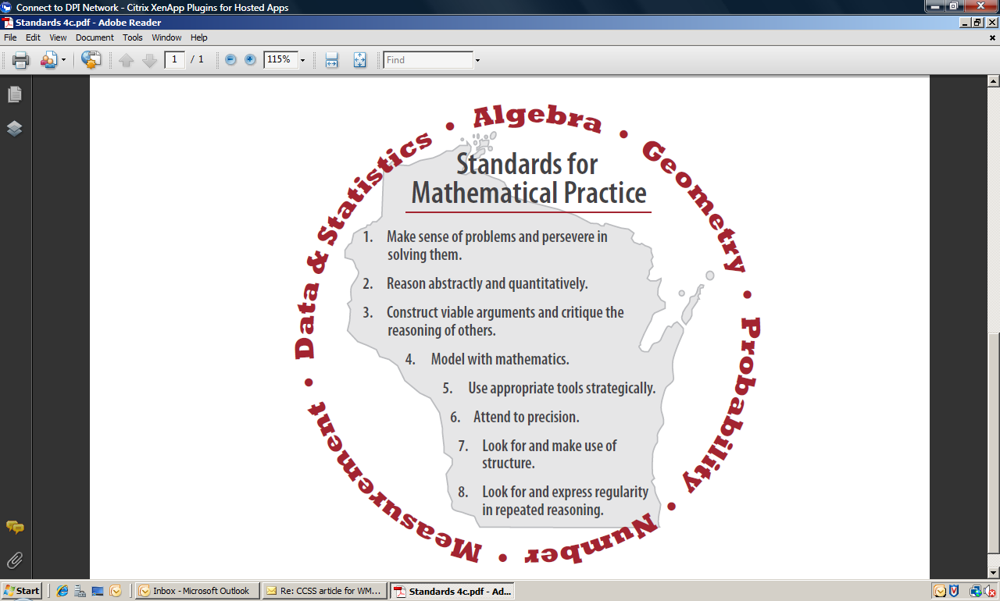 Connect to DPI Network - Citrix XenApp Plugins for Hosted Apps
Standards 4c.pdf - Adobe Reader
File Edit View Document Tools Window Help
1 / 1 115% Find
Algebra • Geometry • Probability • Number • Measurement • Data & Statistics •
Standards for
Mathematical Practice
1. Make sense of problems and persevere in
solving them.
2. Reason abstractly and quantitatively.
3. Construct viable arguments and critique the
reasoning of others.
4. Model with mathematics.
5. Use appropriate tools strategically.
6. Attend to precision.
7. Look for and make use of
structure.
8. Look for and express regularity
in repeated reasoning.
Start Inbox - Microsoft Outlook Re: CCSS article for WM... Standards 4c.pdf - Ad...